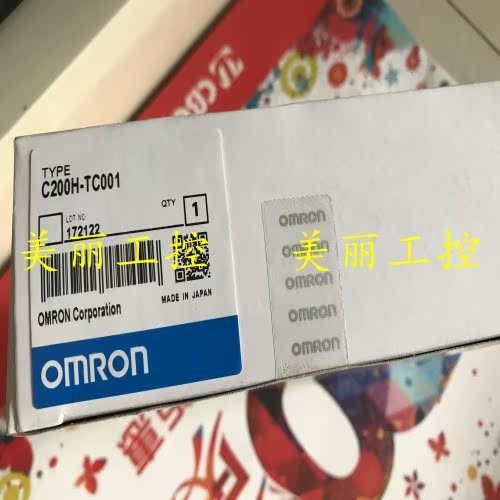 TYPE
C200H-TC001
LOT NO
172122
QTY
1
美丽工控
美丽工控
OMRON Corporation
MADE IN JAPAN
OMRON
OMRON
OMRON
OMRON
OMRON
OMRON